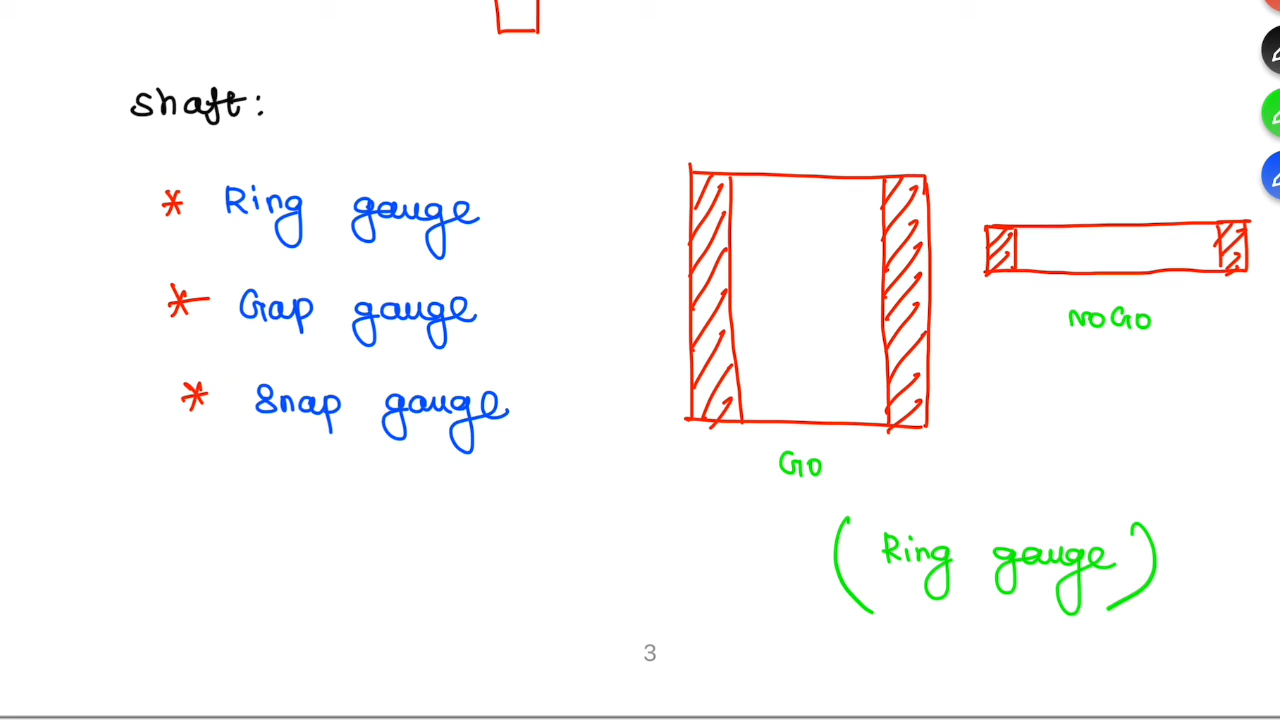 shaft:
* Ring gauge
* Gap gauge
* Snap gauge
GO
NOGO
(Ring gauge)
3